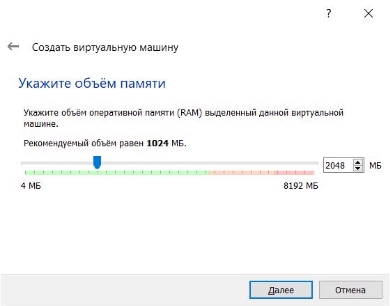 Создать виртуальную машину
Укажите объём памяти
Укажите объём оперативной памяти (RAM) выделенный данной виртуальной
машине.
Рекомендуемый объём равен 1024 МБ.
2048 МБ
4 МБ 8192 МБ
Далее Отмена